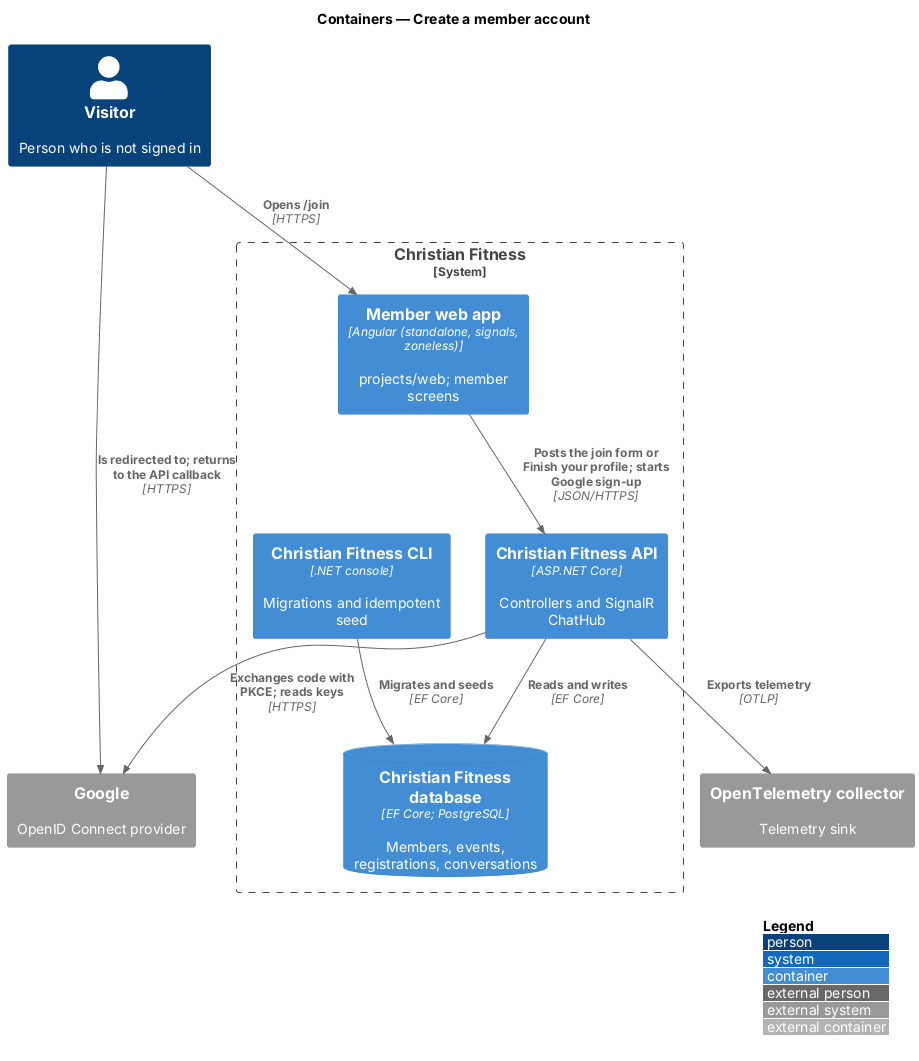 Containers — Create a member account
Visitor
Person who is not signed in
Opens /join
[HTTPS]
Christian Fitness
[System]
Member web app
[Angular (standalone, signals,
zoneless)]
projects/web; member
screens
Is redirected to; returns
to the API callback
[HTTPS]
Posts the join form or
Finish your profile; starts
Google sign-up
[JSON/HTTPS]
Christian Fitness CLI
[.NET console]
Migrations and idempotent
seed
Christian Fitness API
[ASP.NET Core]
Controllers and SignalR
ChatHub
Exchanges code with
PKCE; reads keys
[HTTPS]
Migrates and seeds
[EF Core]
Reads and writes
[EF Core]
Exports telemetry
[OTLP]
Google
OpenID Connect provider
Christian Fitness
database
[EF Core; PostgreSQL]
Members, events,
registrations, conversations
OpenTelemetry collector
Telemetry sink
Legend
person
system
container
external person
external system
external container